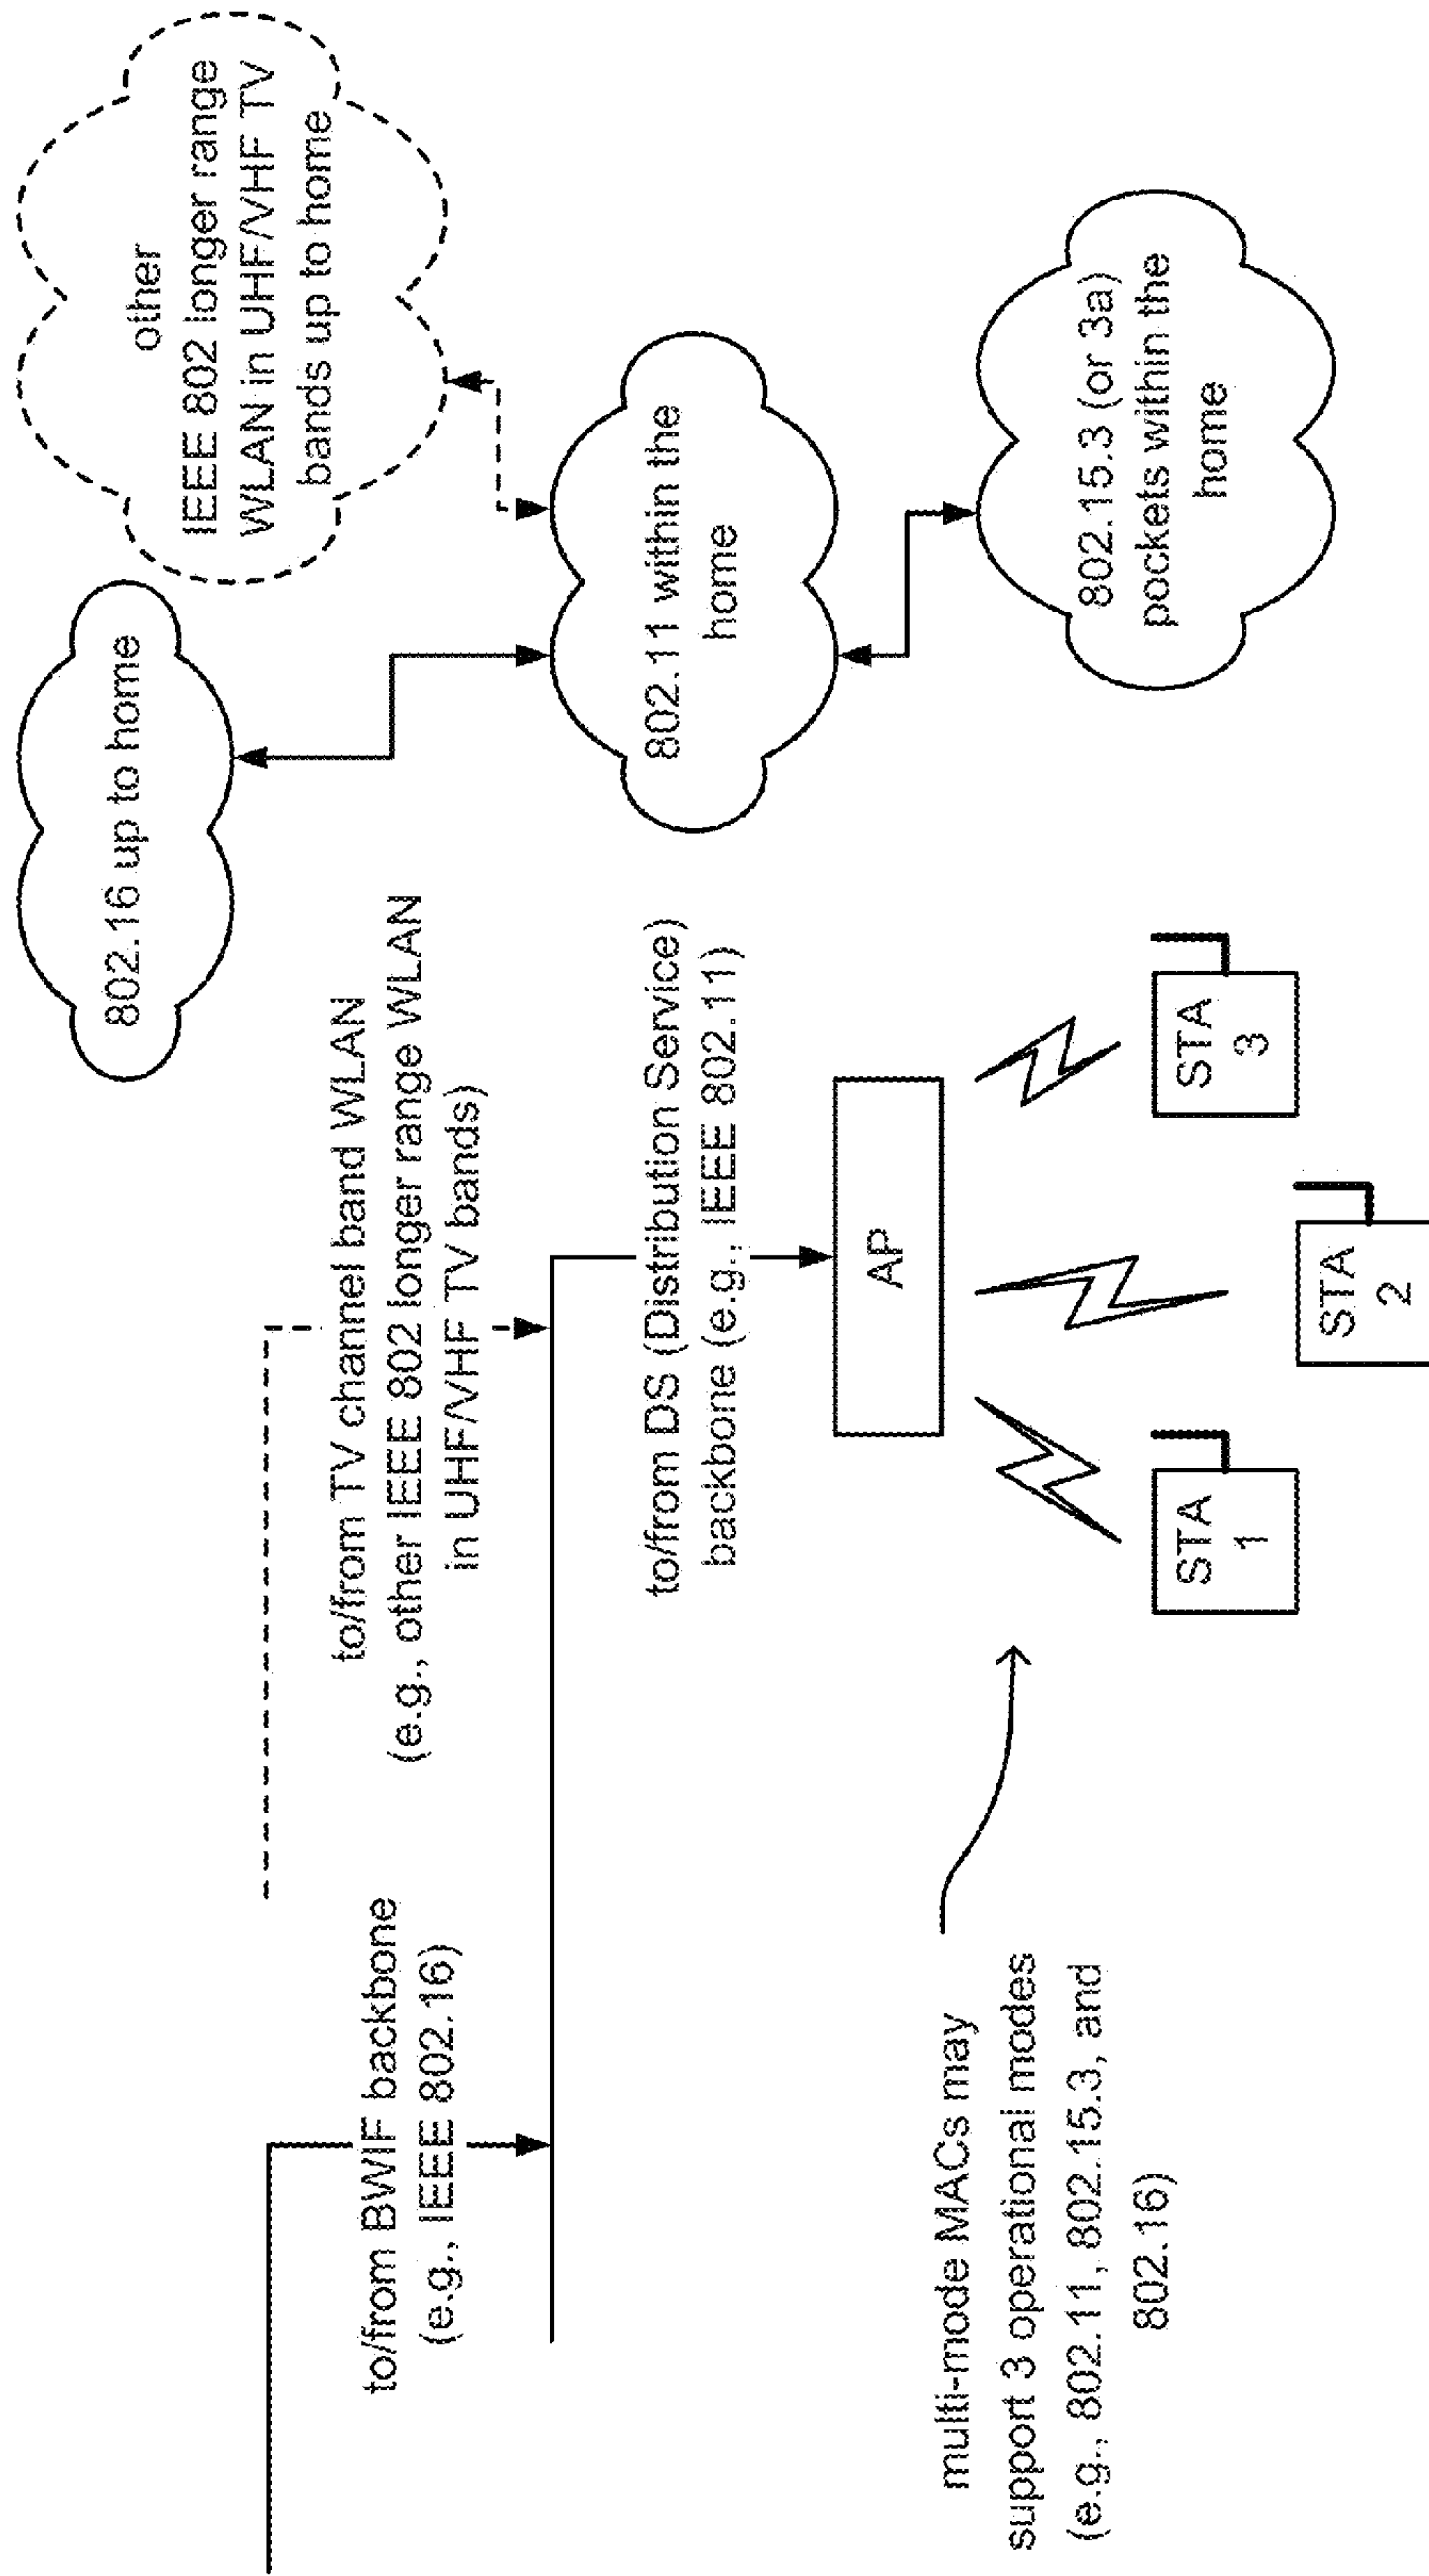 to/from BWIF backbone
(e.g., IEEE 802.16)
to/from TV channel band WLAN
(e.g., other IEEE 802 longer range WLAN
in UHF/VHF TV bands)
to/from DS (Distribution Service)
backbone (e.g., IEEE 802.11)
AP
multi-mode MACs may
support 3 operational modes
(e.g., 802.11, 802.15.3, and
802.16)
STA
1
STA
2
STA
3
802.16 up to home
other
IEEE 802 longer range
WLAN in UHF/VHF TV
bands up to home
802.11 within the
home
802.15.3 (or 3a)
pockets within the
home